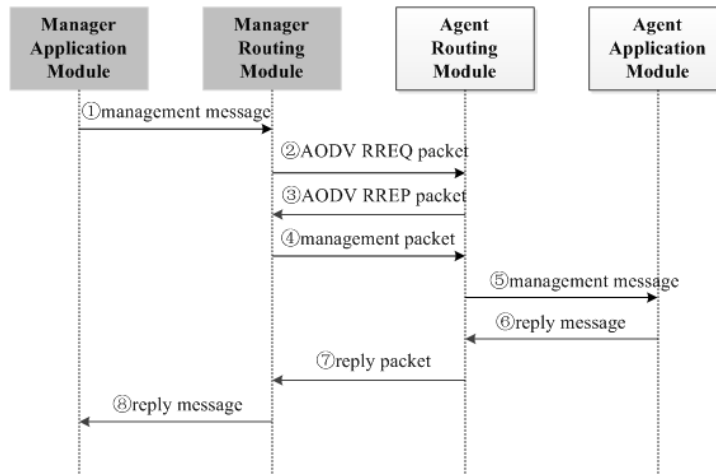 Manager
Application
Module
Manager
Routing
Module
Agent
Routing
Module
Agent
Application
Module
①management message
②AODV RREQ packet
③AODV RREP packet
④management packet
⑤management message
⑥reply message
⑦reply packet
⑧reply message